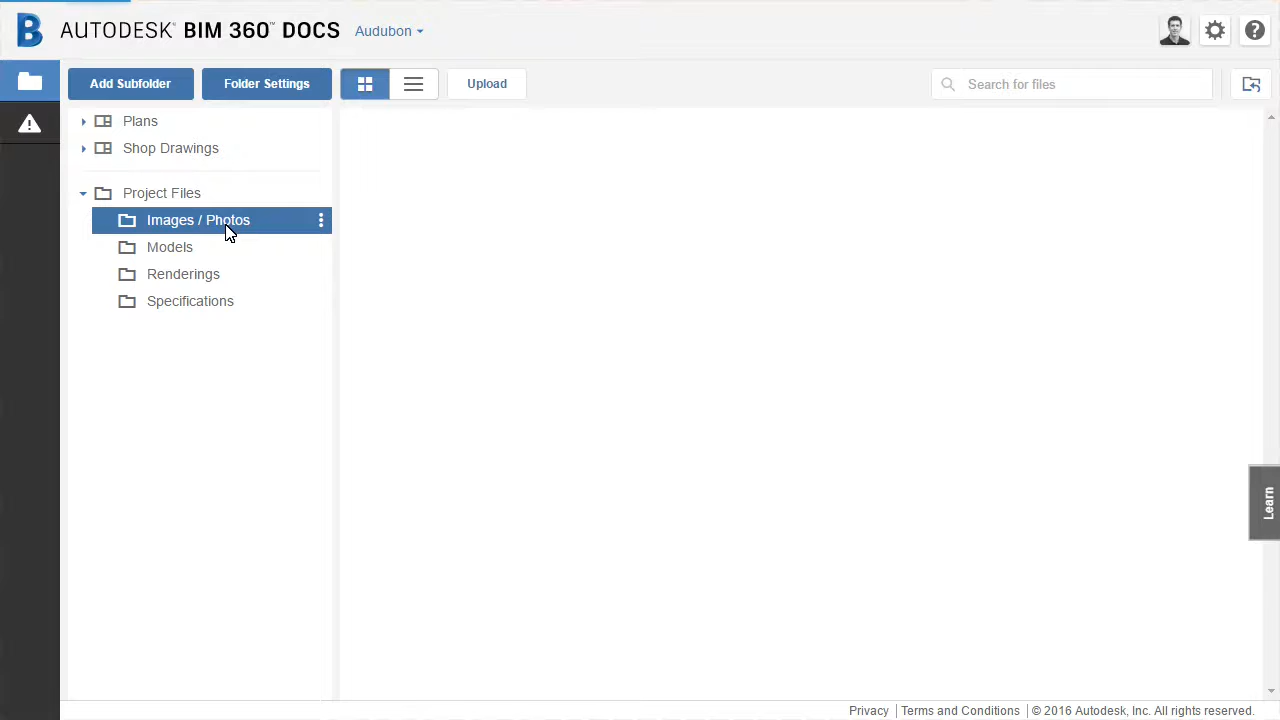 AUTODESK® BIM 360™ DOCS Audubon
Add Subfolder Folder Settings Upload Search for files
Plans
Shop Drawings
Project Files
Images / Photos
Models
Renderings
Specifications
Learn
Privacy | Terms and Conditions | © 2016 Autodesk, Inc. All rights reserved.